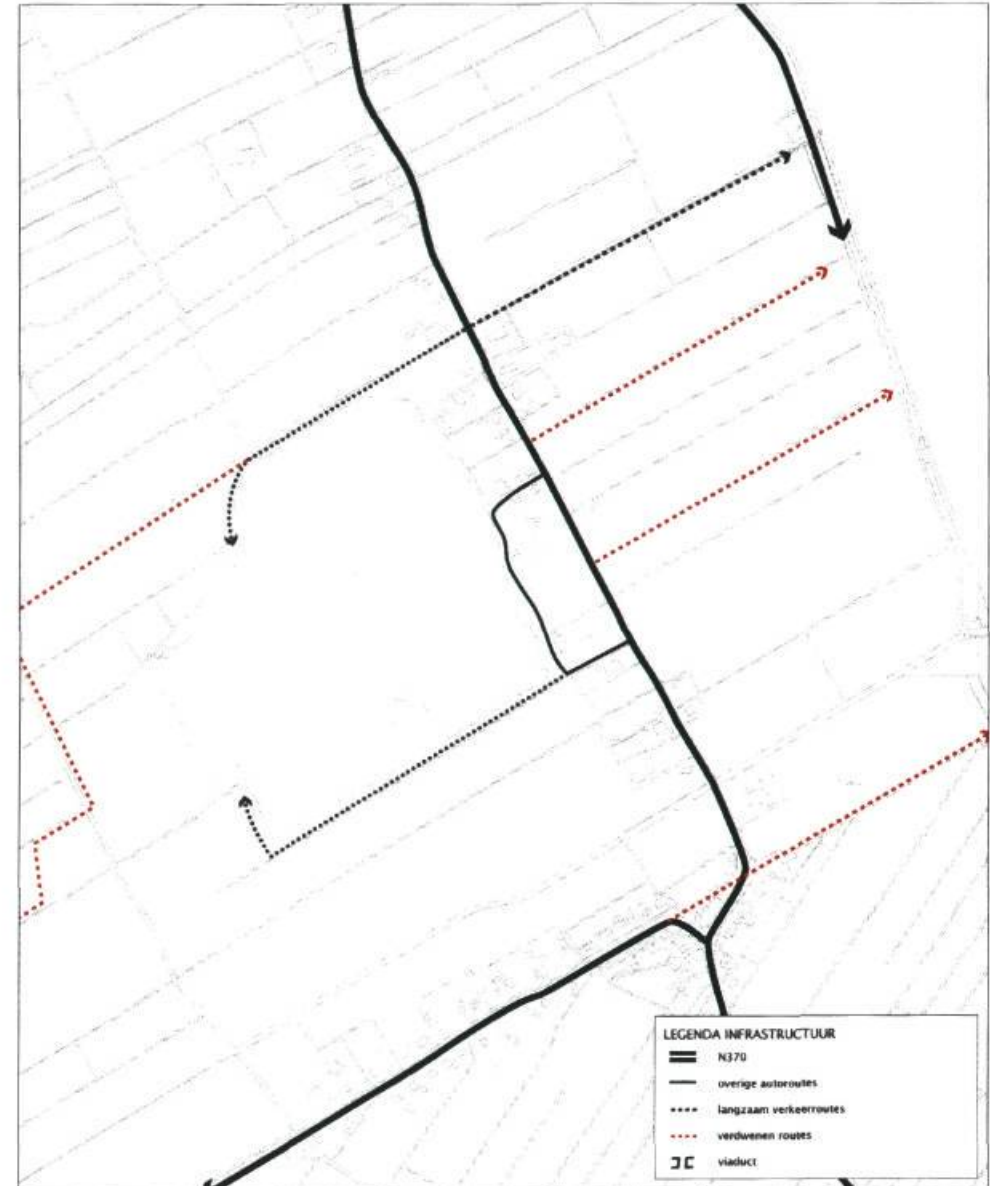 LEGENDA INFRASTRUCTUUR
N370
overige autoroutes
langzaam verkeerroutes
verdwenen routes
viaduct